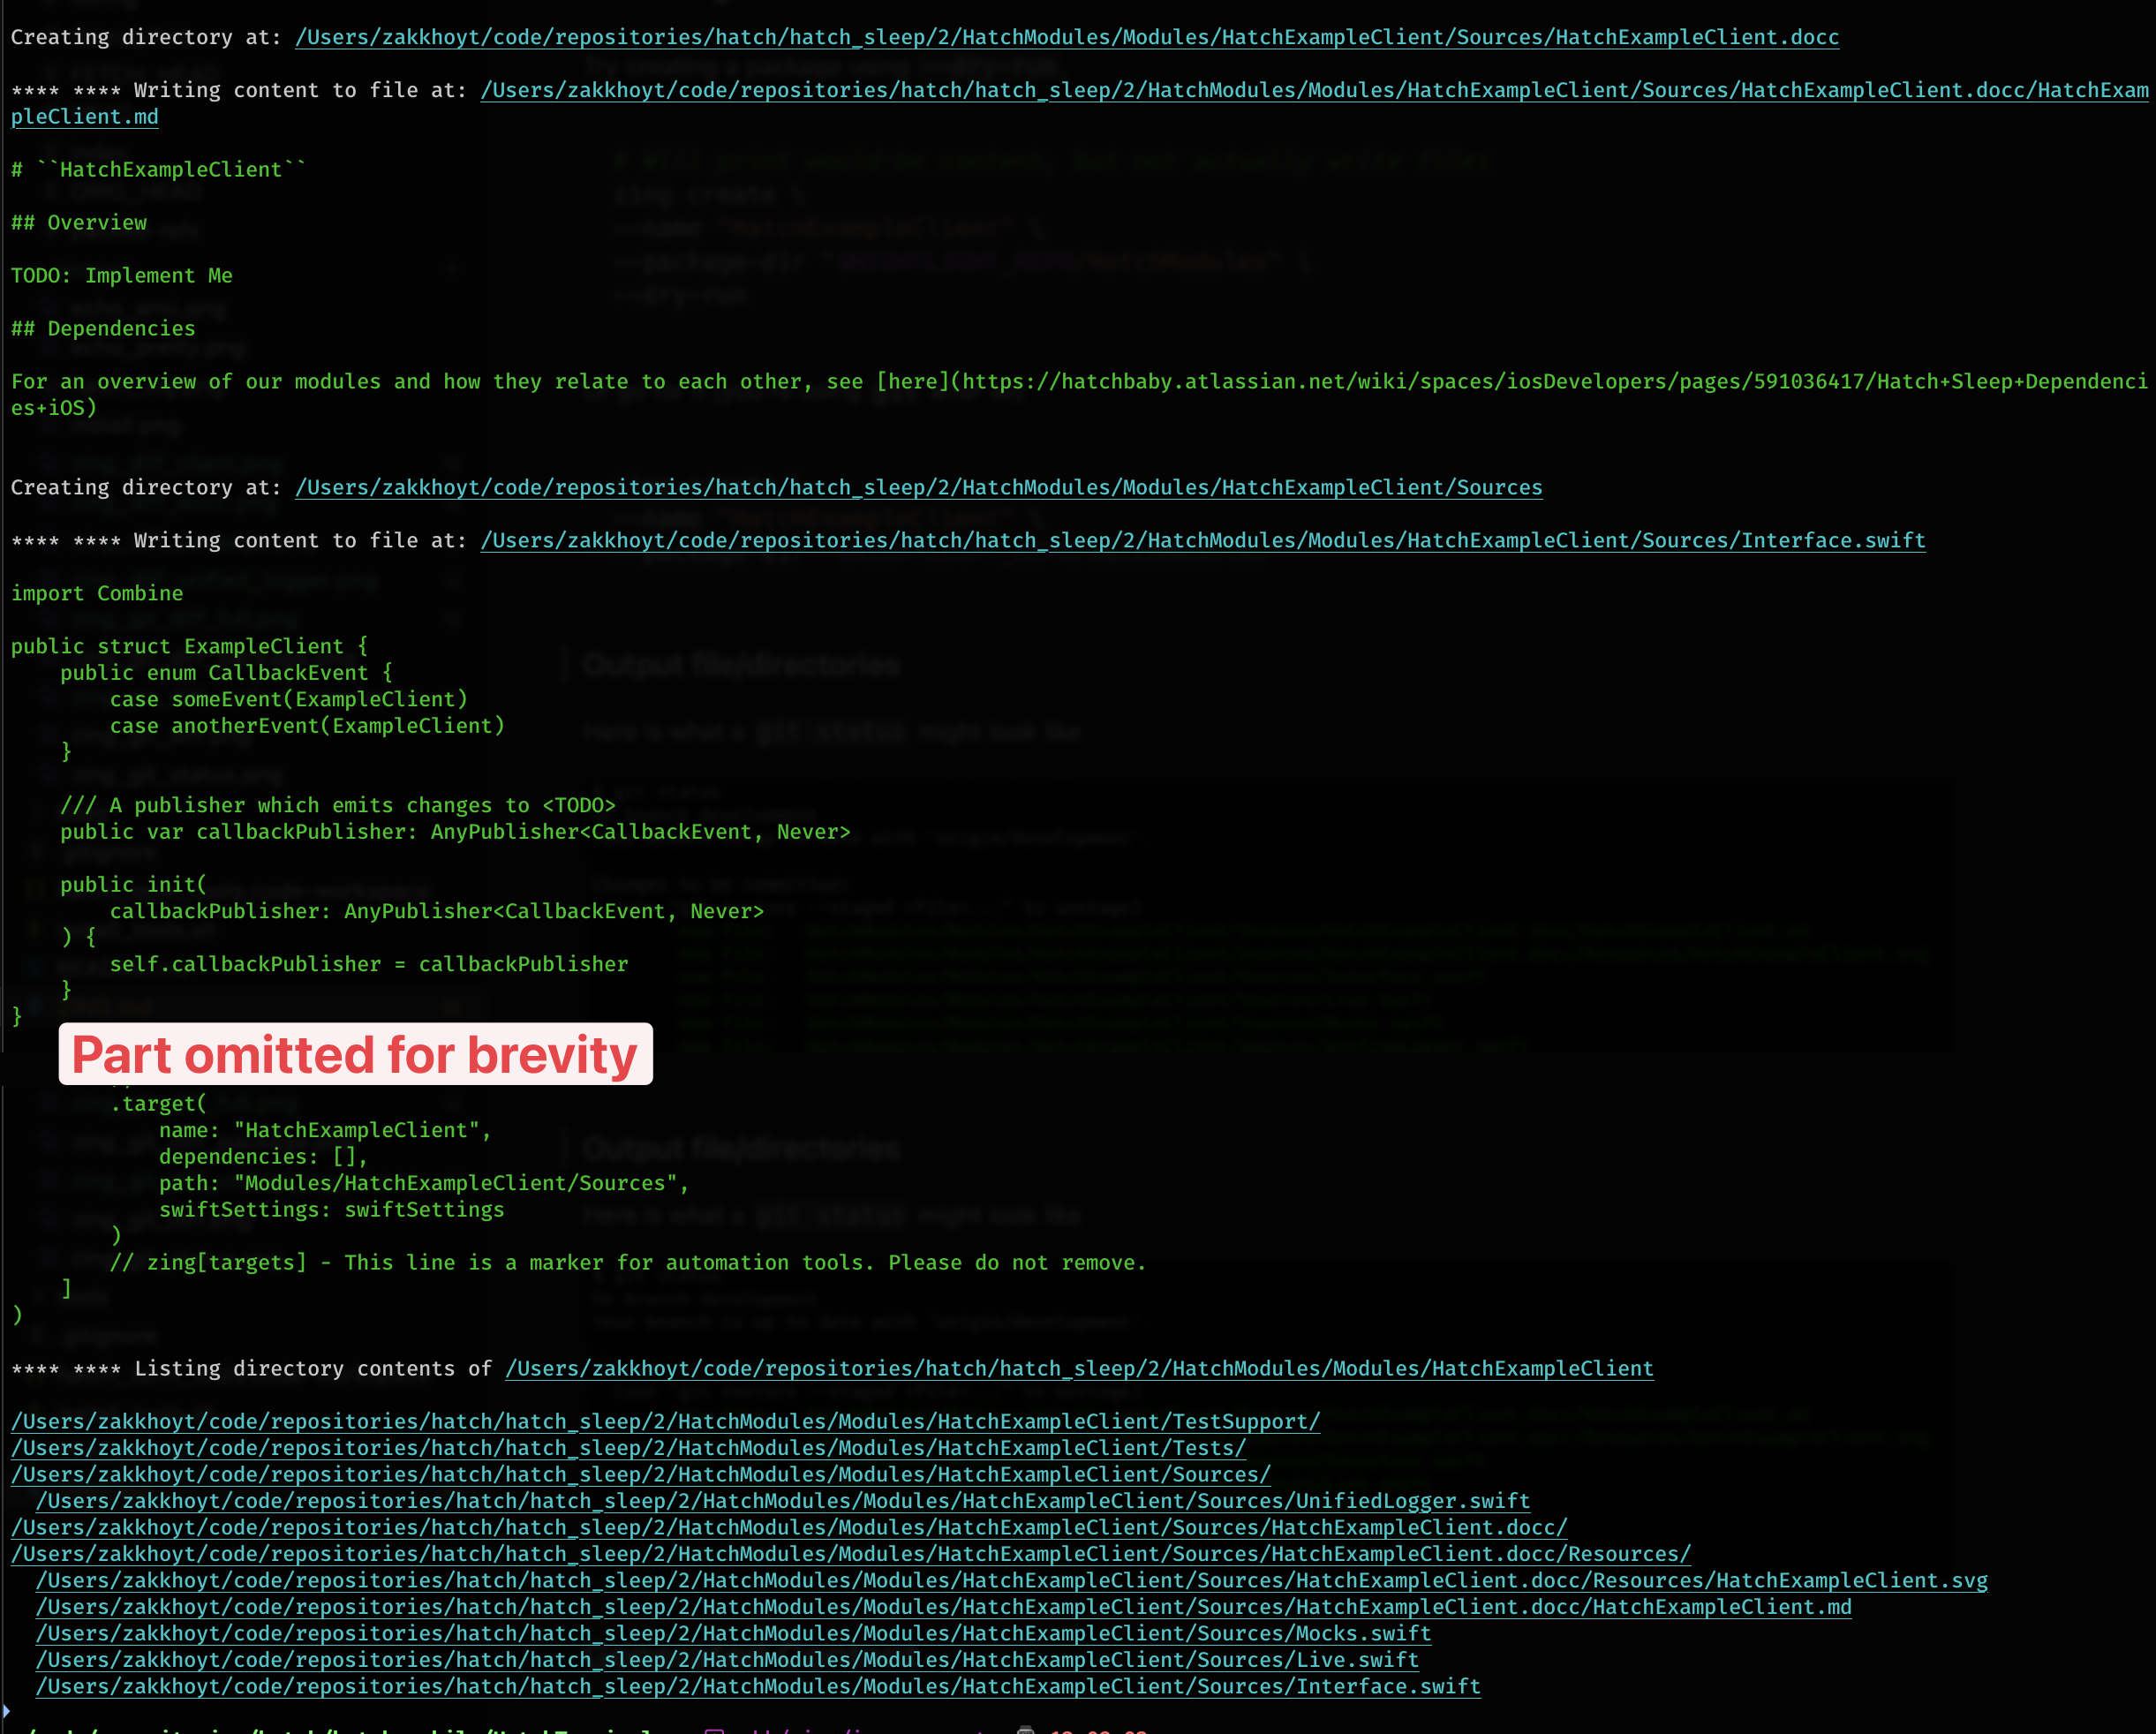 Creating directory at: /Users/zakkhoyt/code/repositories/hatch/hatch_sleep/2/HatchModules/Modules/HatchExampleClient/Sources/HatchExampleClient.docc
**** **** Writing content to file at: /Users/zakkhoyt/code/repositories/hatch/hatch_sleep/2/HatchModules/Modules/HatchExampleClient/Sources/HatchExampleClient.docc/HatchExam
pleClient.md
# ``HatchExampleClient``
## Overview
TODO: Implement Me
## Dependencies
For an overview of our modules and how they relate to each other, see [here](https://hatchbaby.atlassian.net/wiki/spaces/iosDevelopers/pages/591036417/Hatch+Sleep+Dependenci
es+iOS)
Creating directory at: /Users/zakkhoyt/code/repositories/hatch/hatch_sleep/2/HatchModules/Modules/HatchExampleClient/Sources
**** **** Writing content to file at: /Users/zakkhoyt/code/repositories/hatch/hatch_sleep/2/HatchModules/Modules/HatchExampleClient/Sources/Interface.swift
import Combine
public struct ExampleClient {
    public enum CallbackEvent {
        case someEvent(ExampleClient)
        case anotherEvent(ExampleClient)
    }
    /// A publisher which emits changes to <TODO>
    public var callbackPublisher: AnyPublisher<CallbackEvent, Never>
    public init(
        callbackPublisher: AnyPublisher<CallbackEvent, Never>
    ) {
        self.callbackPublisher = callbackPublisher
    }
}
Part omitted for brevity
        .target(
            name: "HatchExampleClient",
            dependencies: [],
            path: "Modules/HatchExampleClient/Sources",
            swiftSettings: swiftSettings
        )
        // zing[targets] - This line is a marker for automation tools. Please do not remove.
    ]
)
**** **** Listing directory contents of /Users/zakkhoyt/code/repositories/hatch/hatch_sleep/2/HatchModules/Modules/HatchExampleClient
/Users/zakkhoyt/code/repositories/hatch/hatch_sleep/2/HatchModules/Modules/HatchExampleClient/TestSupport/
/Users/zakkhoyt/code/repositories/hatch/hatch_sleep/2/HatchModules/Modules/HatchExampleClient/Tests/
/Users/zakkhoyt/code/repositories/hatch/hatch_sleep/2/HatchModules/Modules/HatchExampleClient/Sources/
  /Users/zakkhoyt/code/repositories/hatch/hatch_sleep/2/HatchModules/Modules/HatchExampleClient/Sources/UnifiedLogger.swift
/Users/zakkhoyt/code/repositories/hatch/hatch_sleep/2/HatchModules/Modules/HatchExampleClient/Sources/HatchExampleClient.docc/
/Users/zakkhoyt/code/repositories/hatch/hatch_sleep/2/HatchModules/Modules/HatchExampleClient/Sources/HatchExampleClient.docc/Resources/
  /Users/zakkhoyt/code/repositories/hatch/hatch_sleep/2/HatchModules/Modules/HatchExampleClient/Sources/HatchExampleClient.docc/Resources/HatchExampleClient.svg
  /Users/zakkhoyt/code/repositories/hatch/hatch_sleep/2/HatchModules/Modules/HatchExampleClient/Sources/HatchExampleClient.docc/HatchExampleClient.md
  /Users/zakkhoyt/code/repositories/hatch/hatch_sleep/2/HatchModules/Modules/HatchExampleClient/Sources/Mocks.swift
  /Users/zakkhoyt/code/repositories/hatch/hatch_sleep/2/HatchModules/Modules/HatchExampleClient/Sources/Live.swift
  /Users/zakkhoyt/code/repositories/hatch/hatch_sleep/2/HatchModules/Modules/HatchExampleClient/Sources/Interface.swift